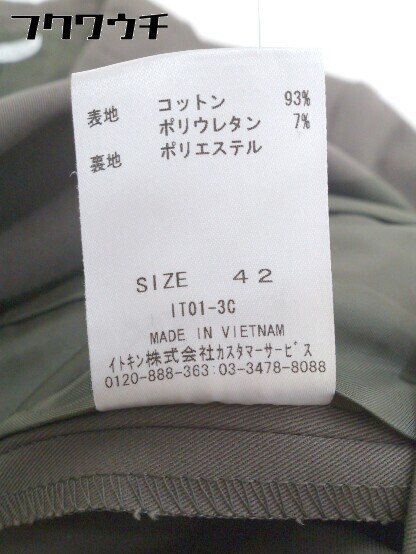 フクワウチ
表地 コットン 93%
ポリウレタン 7%
裏地 ポリエステル
SIZE 42
IT01-3C
MADE IN VIETNAM
イトキン株式会社カスタマーサービス
0120-888-363:03-3478-8088